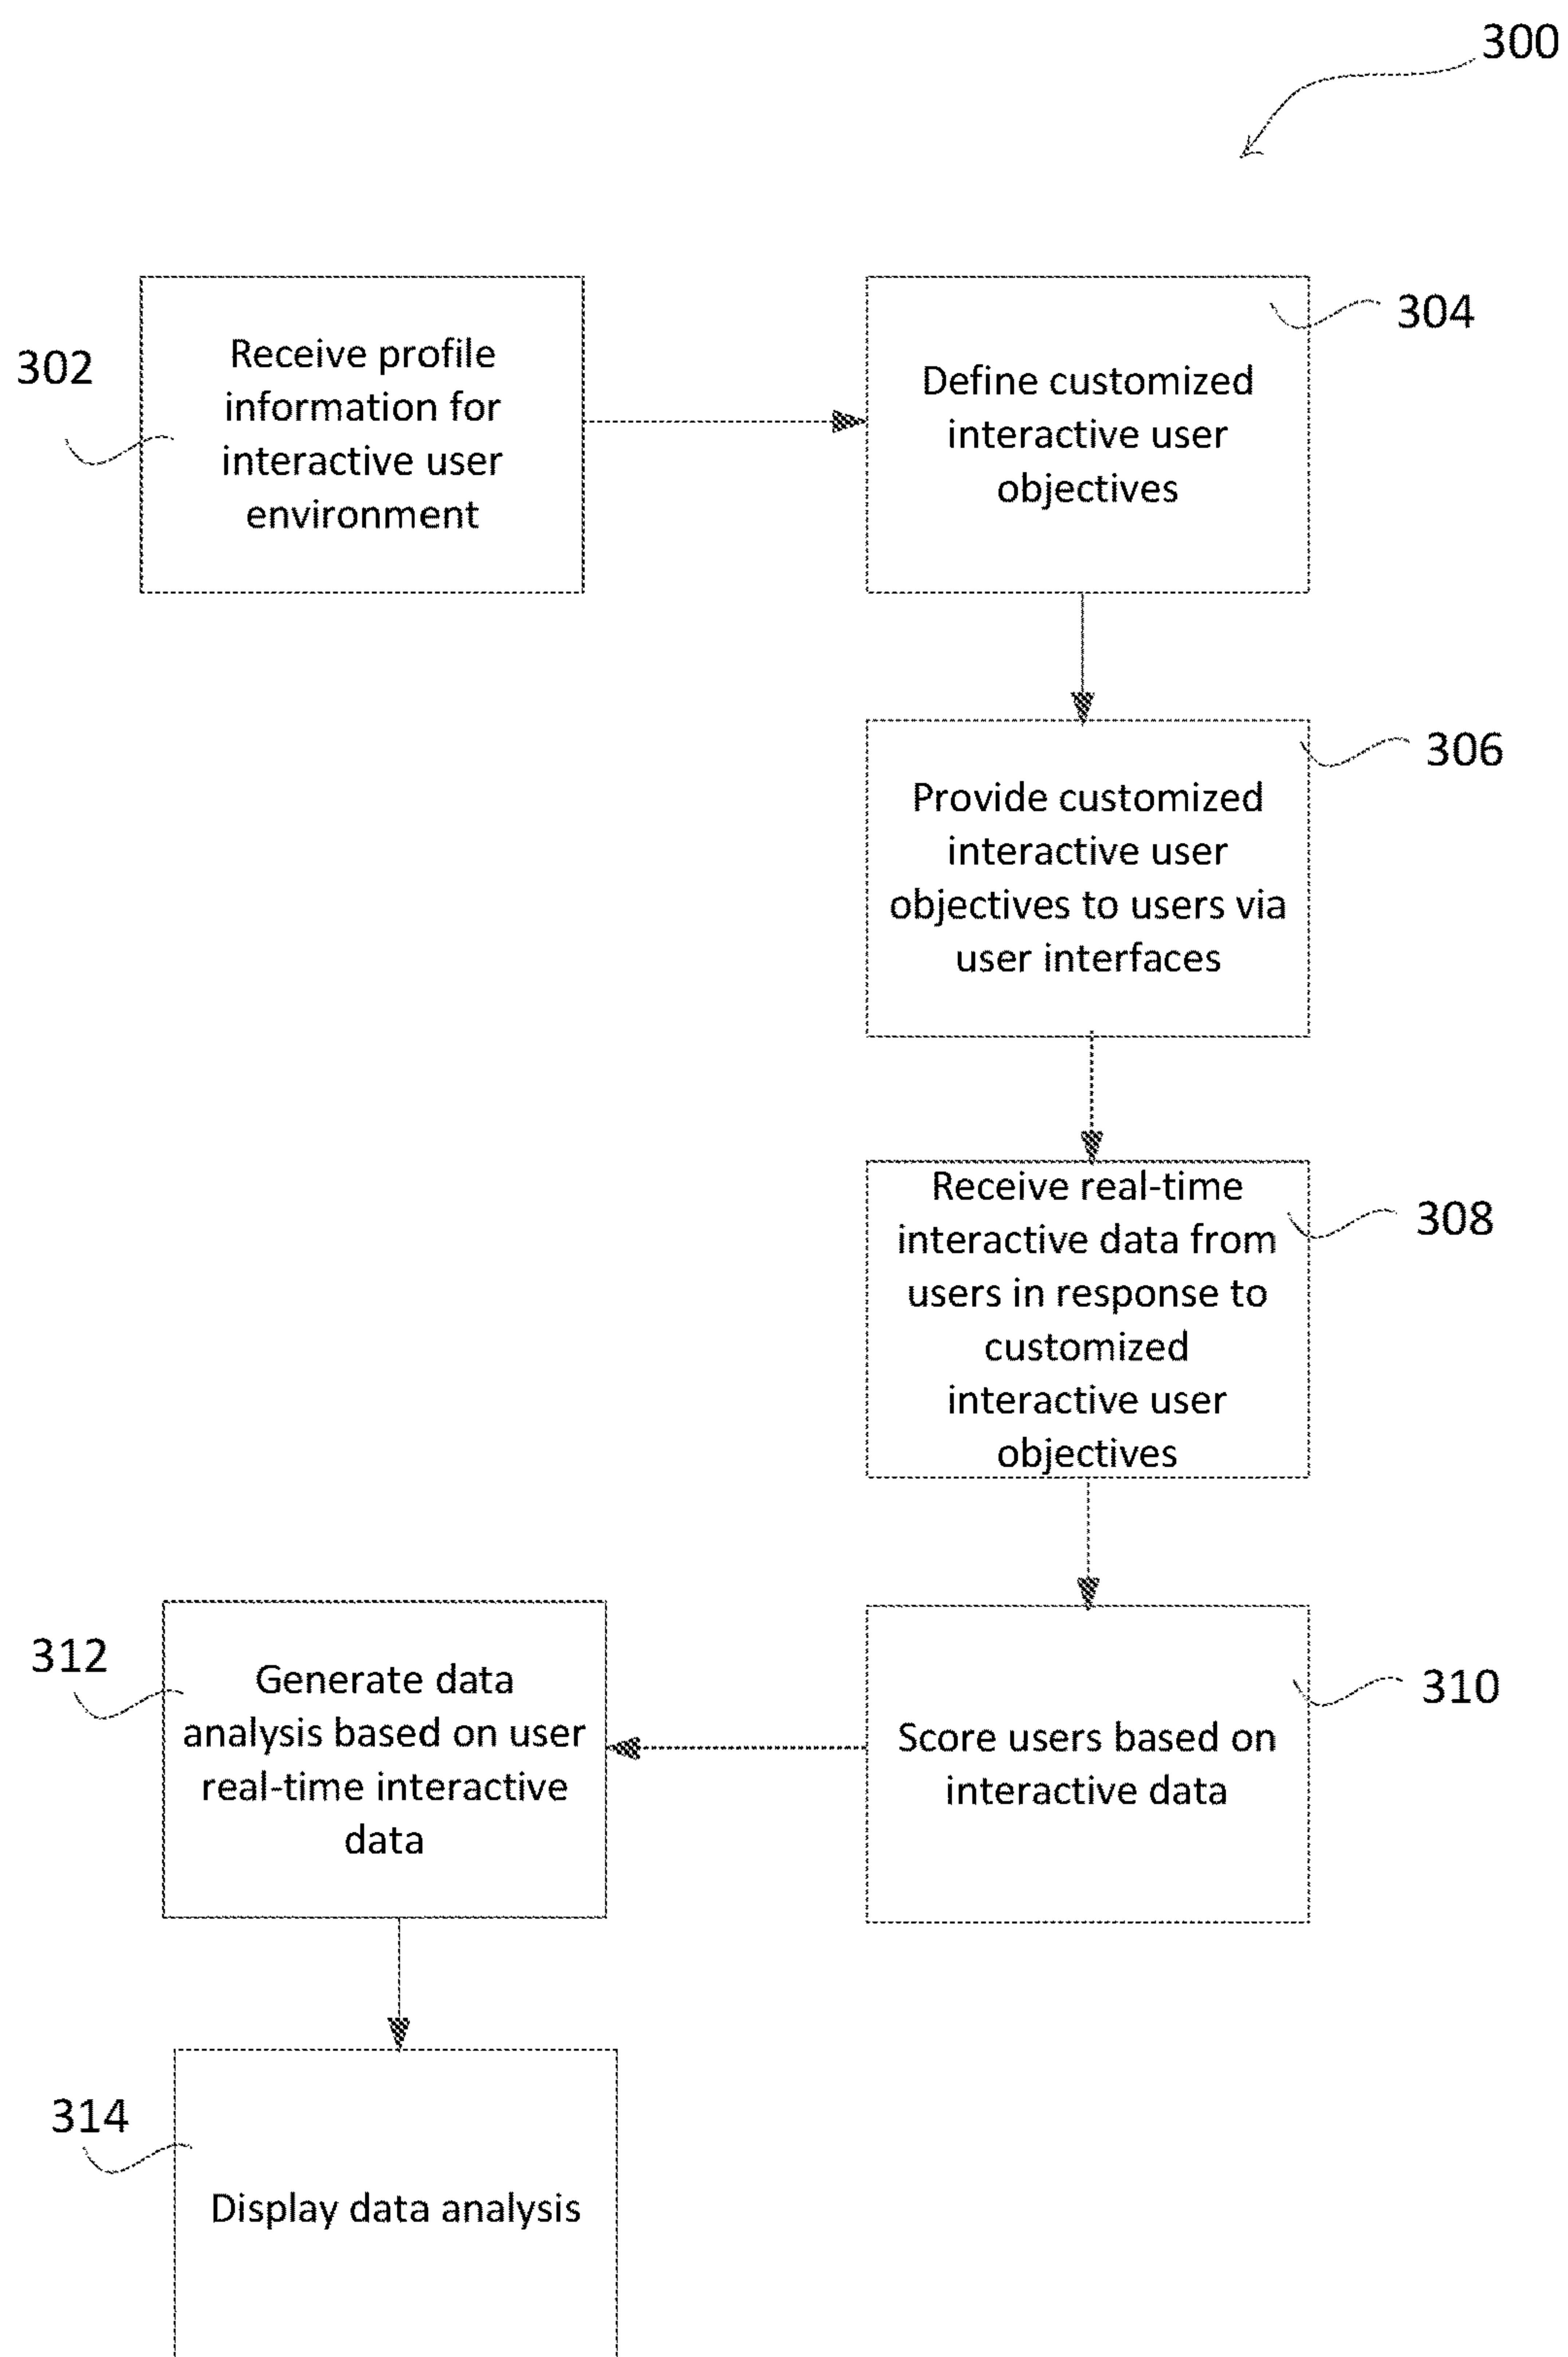 300
302
Receive profile
information for
interactive user
environment
304
Define customized
interactive user
objectives
306
Provide customized
interactive user
objectives to users via
user interfaces
308
Receive real-time
interactive data from
users in response to
customized
interactive user
objectives
310
Score users based on
interactive data
312
Generate data
analysis based on user
real-time interactive
data
314
Display data analysis